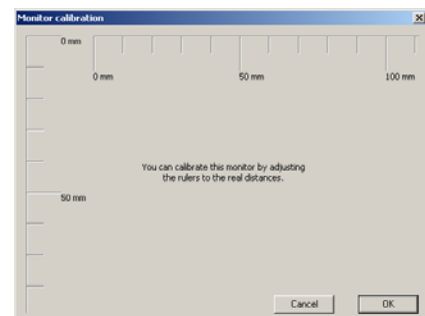 Monitor calibration
0 mm
0 mm 50 mm 100 mm
You can calibrate this monitor by adjusting
the rulers to the real distances.
50 mm
Cancel OK